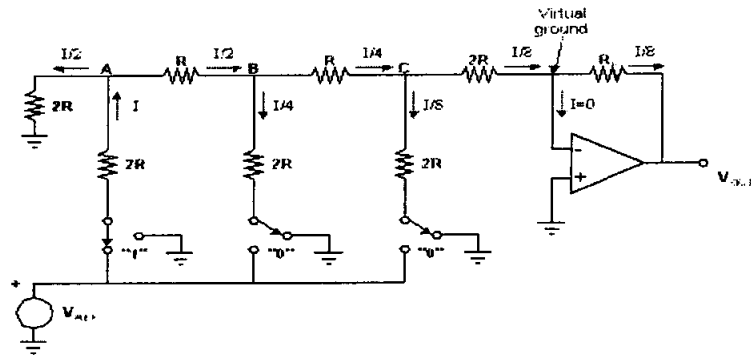 Virtual
ground
I/2 A R I/2 B R I/4 C 2R I/8 R I/8
2R I I/4 I/8 I=0
2R 2R 2R
-
+
"1" "0" "0"
+